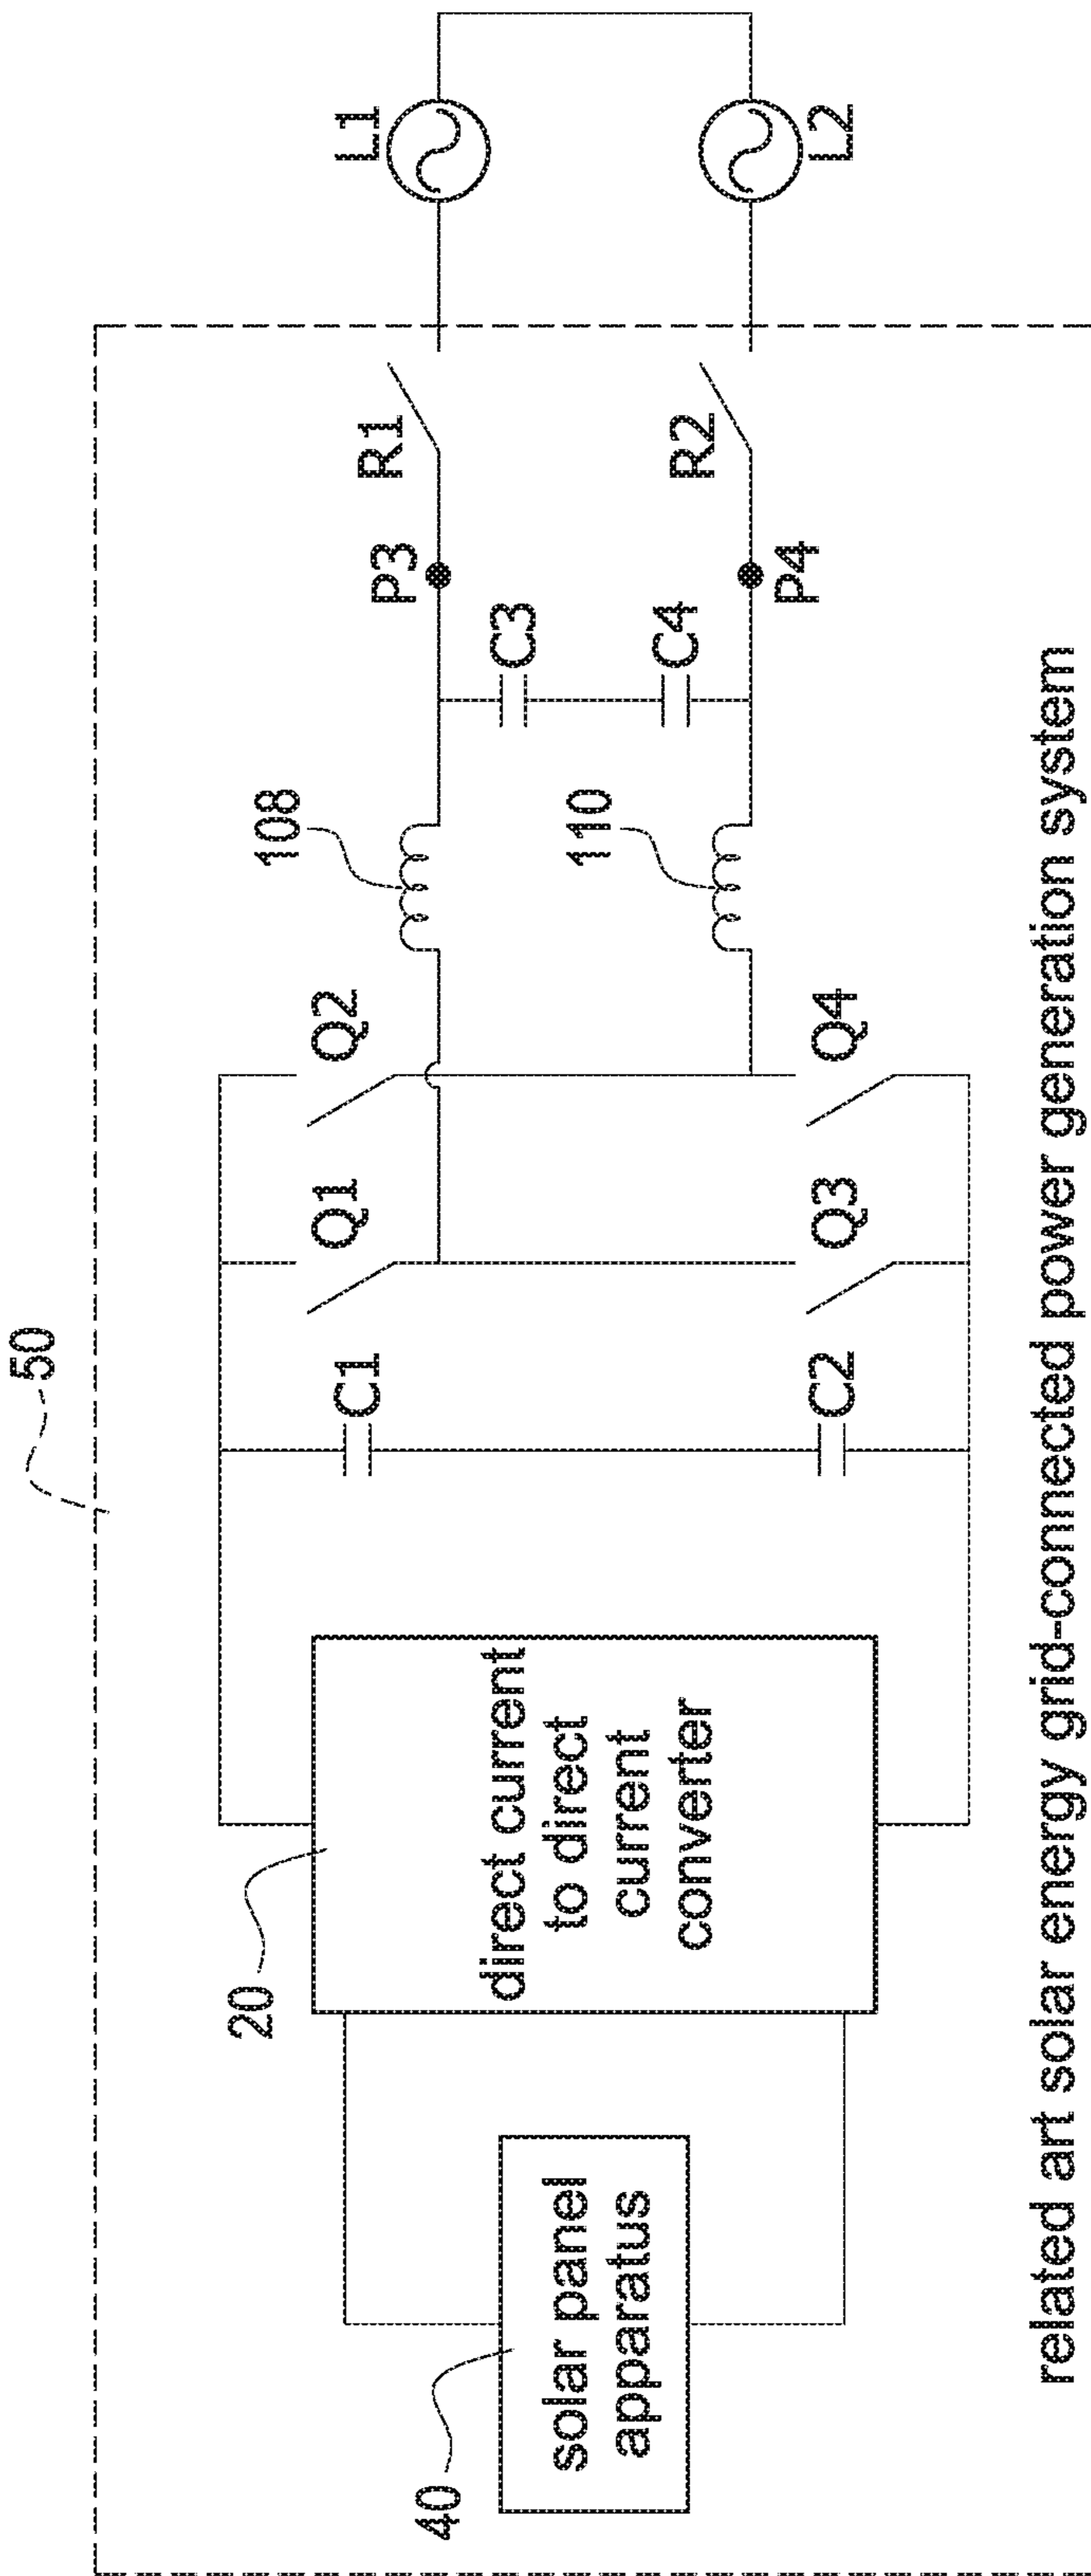 50
40
solar panel
apparatus
20
direct current
to direct
current
converter
C1
C2
Q1
Q2
Q3
Q4
108
110
C3
C4
P3
P4
R1
R2
L1
L2
related art solar energy grid-connected power generation system